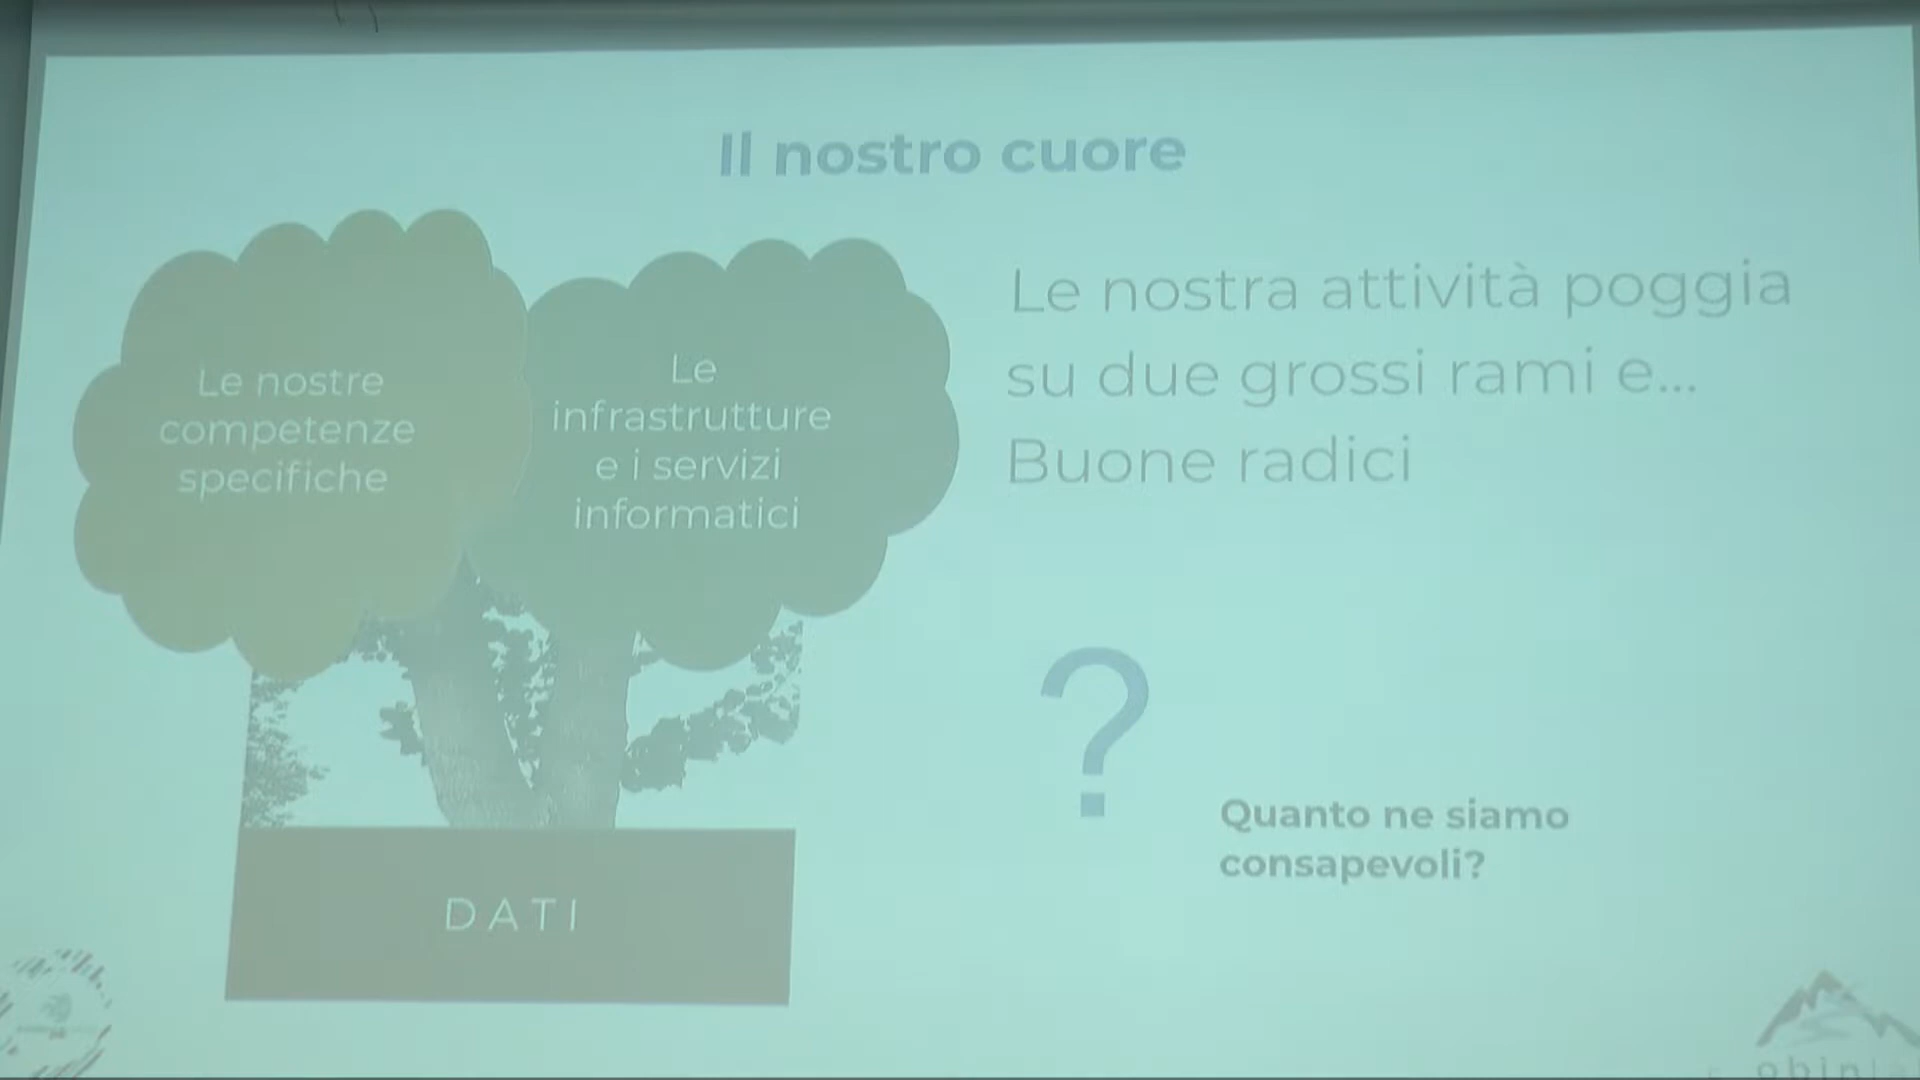 Il nostro cuore
Le nostre
competenze
specifiche
Le
infrastrutture
e i servizi
informatici
DATI
Le nostra attività poggia
su due grossi rami e...
Buone radici
?
Quanto ne siamo
consapevoli?